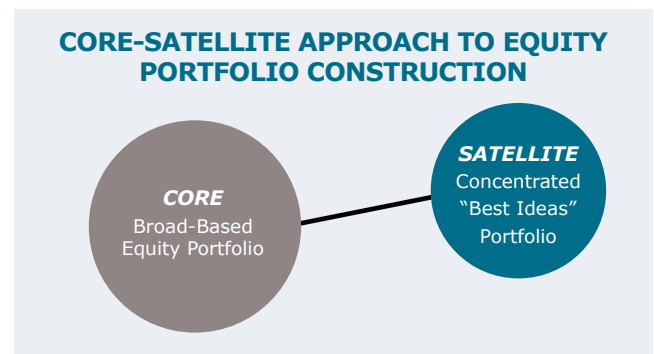 CORE-SATELLITE APPROACH TO EQUITY
PORTFOLIO CONSTRUCTION
CORE
Broad-Based
Equity Portfolio
SATELLITE
Concentrated
“Best Ideas”
Portfolio